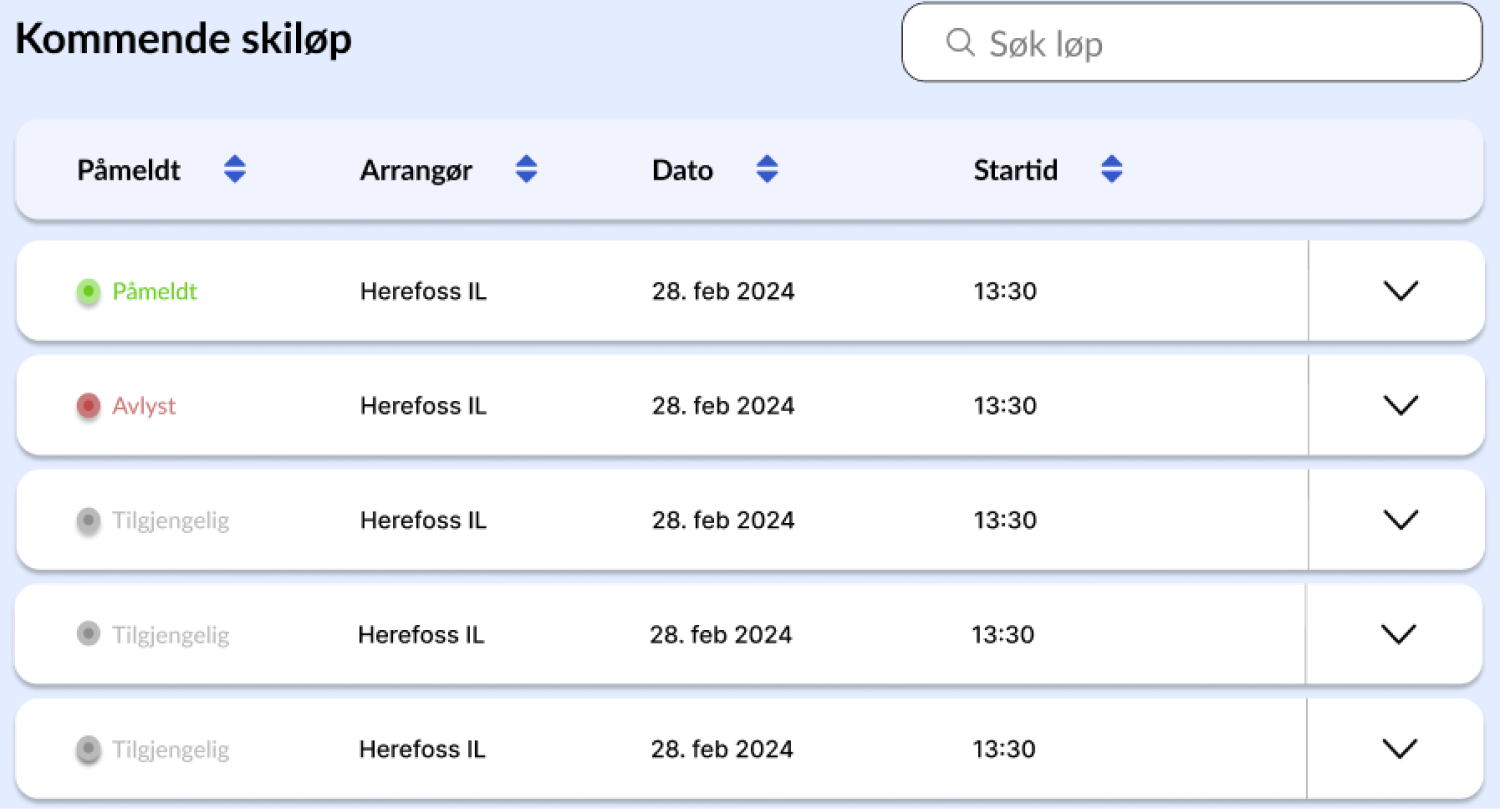 Kommende skiløp
Søk løp
Påmeldt Arrangør Dato Startid
Påmeldt Herefoss IL 28. feb 2024 13:30
Avlyst Herefoss IL 28. feb 2024 13:30
Tilgjengelig Herefoss IL 28. feb 2024 13:30
Tilgjengelig Herefoss IL 28. feb 2024 13:30
Tilgjengelig Herefoss IL 28. feb 2024 13:30